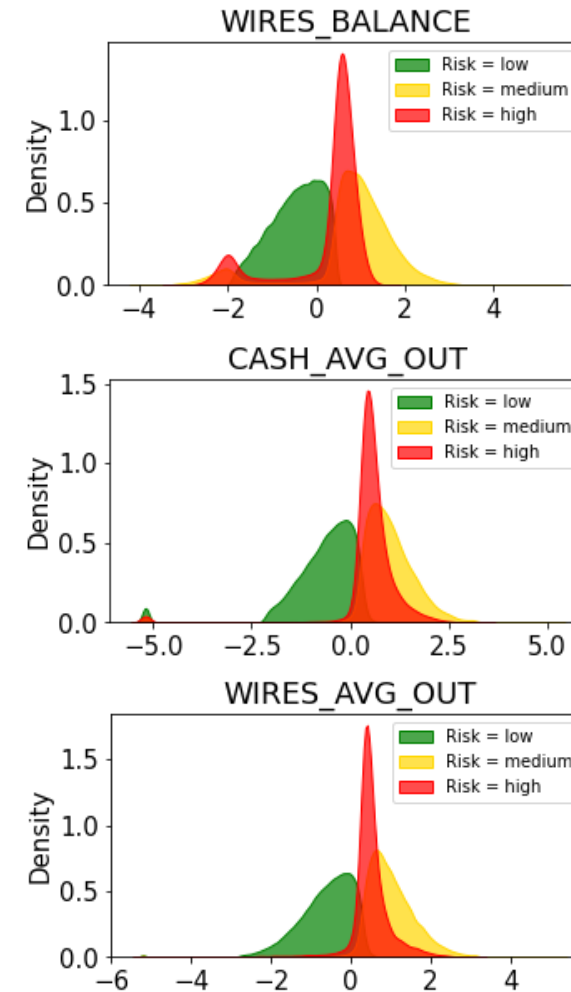 WIRES_BALANCE
Risk = low
Risk = medium
Risk = high
Density
1.0
0.5
0.0
−4 −2 0 2 4
CASH_AVG_OUT
Risk = low
Risk = medium
Risk = high
Density
1.5
1.0
0.5
0.0
−5.0 −2.5 0.0 2.5 5.0
WIRES_AVG_OUT
Risk = low
Risk = medium
Risk = high
Density
1.5
1.0
0.5
0.0
−6 −4 −2 0 2 4